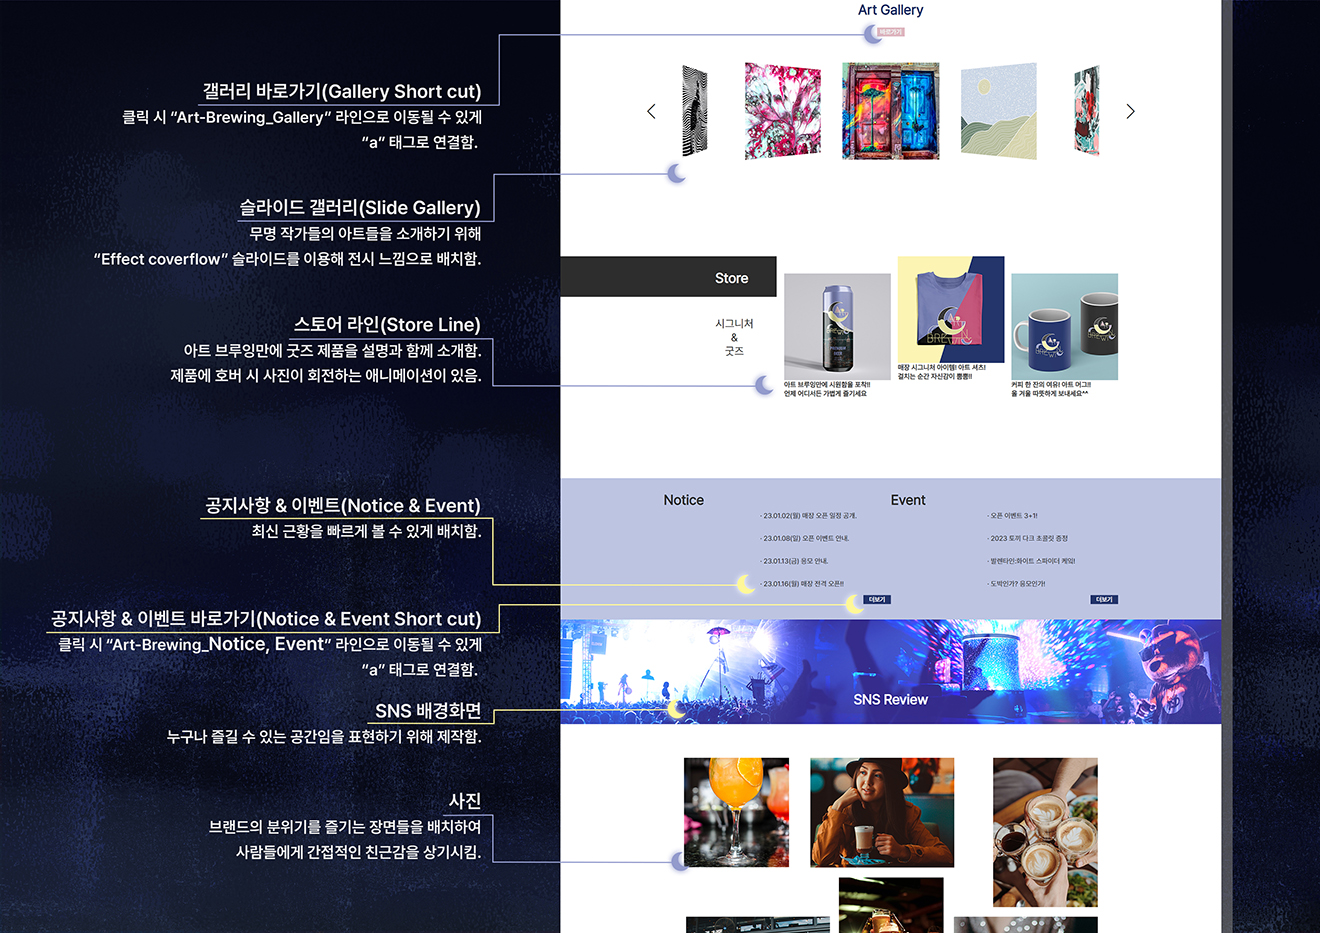 갤러리 바로가기(Gallery Short cut)
클릭 시 “Art-Brewing_Gallery” 라인으로 이동될 수 있게
“a” 태그로 연결함.
슬라이드 갤러리(Slide Gallery)
무명 작가들의 아트들을 소개하기 위해
“Effect coverflow” 슬라이드를 이용해 전시 느낌으로 배치함.
스토어 라인(Store Line)
아트 브루잉만에 굿즈 제품을 설명과 함께 소개함.
제품에 호버 시 사진이 회전하는 애니메이션이 있음.
공지사항 & 이벤트(Notice & Event)
최신 근황을 빠르게 볼 수 있게 배치함.
공지사항 & 이벤트 바로가기(Notice & Event Short cut)
클릭 시 “Art-Brewing_Notice, Event” 라인으로 이동될 수 있게
“a” 태그로 연결함.
SNS 배경화면
누구나 즐길 수 있는 공간임을 표현하기 위해 제작함.
사진
브랜드의 분위기를 즐기는 장면들을 배치하여
사람들에게 간접적인 친근감을 상기시킴.
Art Gallery
바로가기
Store
시그니처
&
굿즈
아트 브루잉만에 시원함을 포착!!
언제 어디서든 가볍게 즐기세요
매장 시그니처 아이템! 아트 셔츠!
걸치는 순간 자신감이 뿜뿜!!
커피 한 잔의 여유! 아트 머그!!
올 겨울 따뜻하게 보내세요^^
Notice
· 23.01.02(월) 매장 오픈 일정 공개.
· 23.01.08(일) 오픈 이벤트 안내.
· 23.01.13(금) 응모 안내.
· 23.01.16(월) 매장 전격 오픈!!
더보기
Event
· 오픈 이벤트 3+1!
· 2023 토끼 다크 초콜릿 증정
· 발렌타인:화이트 스파이더 케익!
· 도박인가? 응모인가!
더보기
SNS Review